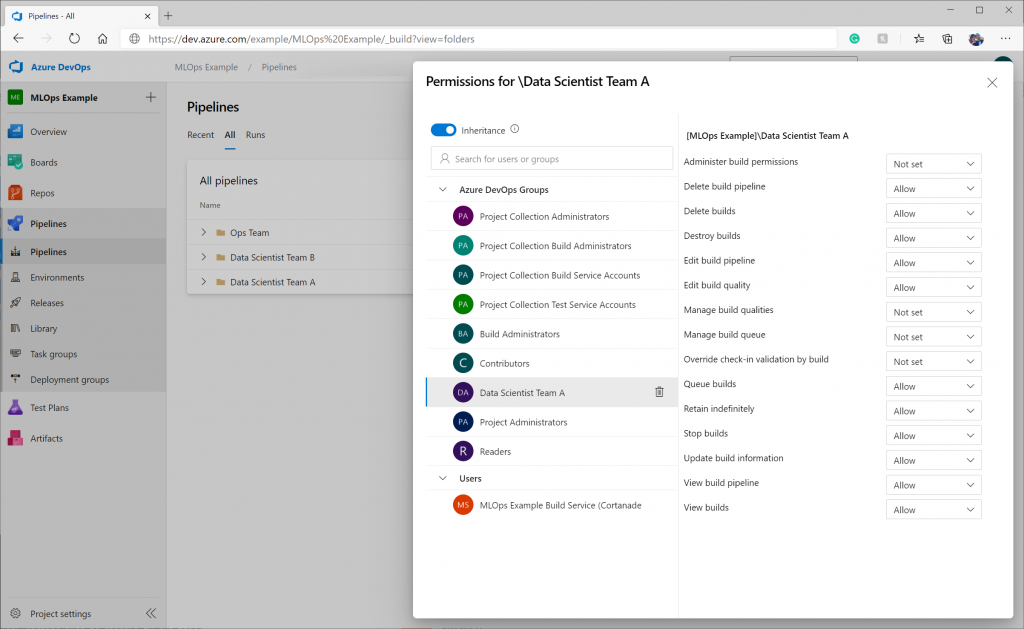 Pipelines - All
https://dev.azure.com/example/MLOps%20Example/_build?view=folders
Azure DevOps
MLOps Example / Pipelines
ME MLOps Example
Overview
Boards
Repos
Pipelines
Pipelines
Environments
Releases
Library
Task groups
Deployment groups
Test Plans
Artifacts
Project settings
Pipelines
Recent All Runs
All pipelines
Name
Ops Team
Data Scientist Team B
Data Scientist Team A
Permissions for \Data Scientist Team A
Inheritance
Search for users or groups
Azure DevOps Groups
PA Project Collection Administrators
PA Project Collection Build Administrators
PA Project Collection Build Service Accounts
PA Project Collection Test Service Accounts
BA Build Administrators
C Contributors
DA Data Scientist Team A
PA Project Administrators
R Readers
Users
MS MLOps Example Build Service (Cortanade
[MLOps Example]\Data Scientist Team A
Administer build permissions Not set
Delete build pipeline Allow
Delete builds Allow
Destroy builds Allow
Edit build pipeline Allow
Edit build quality Allow
Manage build qualities Not set
Manage build queue Not set
Override check-in validation by build Not set
Queue builds Allow
Retain indefinitely Allow
Stop builds Allow
Update build information Allow
View build pipeline Allow
View builds Allow